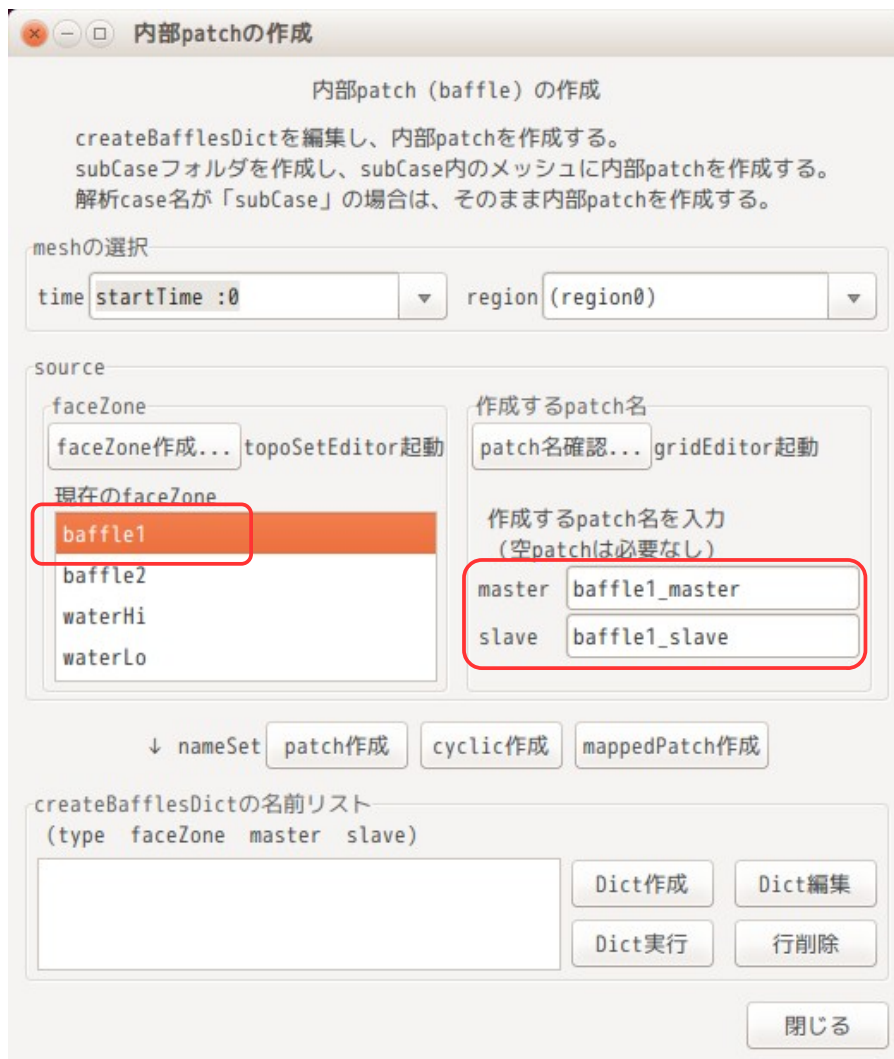 内部patchの作成
内部patch (baffle) の作成
createBafflesDictを編集し、内部patchを作成する。
subCaseフォルダを作成し、subCase内のメッシュに内部patchを作成する。
解析case名が「subCase」の場合は、そのまま内部patchを作成する。
meshの選択
time startTime :0 region (region0)
source
faceZone 作成するpatch名
faceZone作成... topoSetEditor起動 patch名確認... gridEditor起動
現在のfaceZone
作成するpatch名を入力
(空patchは必要なし)
baffle1
baffle2
waterHi
waterLo
master baffle1_master
slave baffle1_slave
↓ nameSet patch作成 cyclic作成 mappedPatch作成
createBafflesDictの名前リスト
(type faceZone master slave)
Dict作成 Dict編集
Dict実行 行削除
閉じる